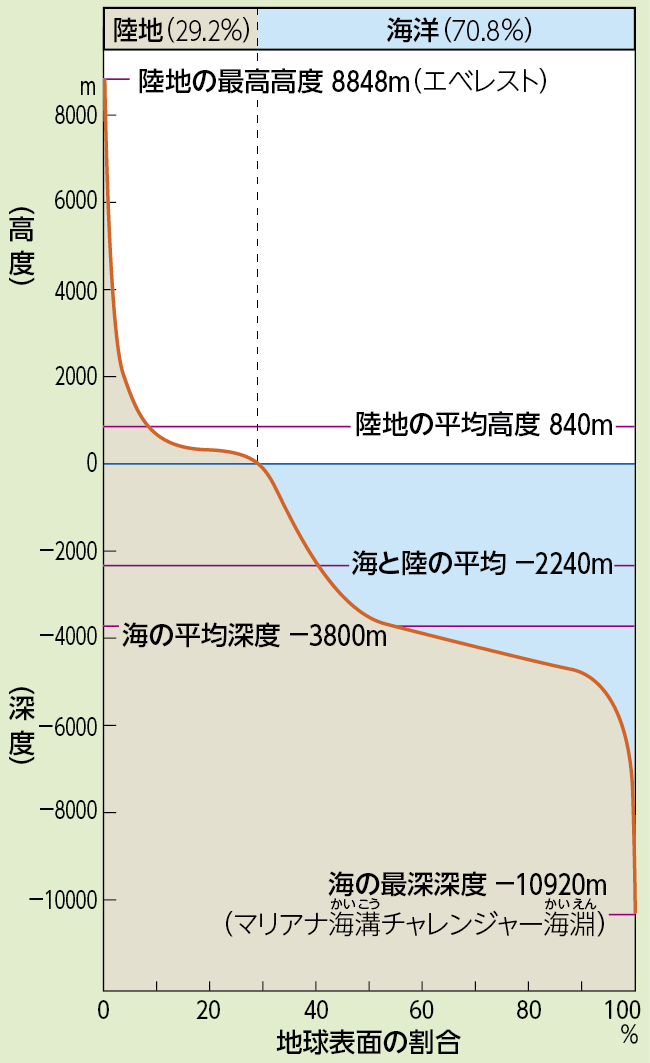 陸地(29.2%) 海洋(70.8%)
m
陸地の最高高度 8848m(エベレスト)
8000
6000
(高度)
4000
2000
陸地の平均高度 840m
0
−2000
海と陸の平均 −2240m
−4000
海の平均深度 −3800m
(深度)
−6000
−8000
海の最深深度 −10920m
−10000
かいこう かいえん
(マリアナ海溝チャレンジャー海淵)
0 20 40 60 80 100
%
地球表面の割合